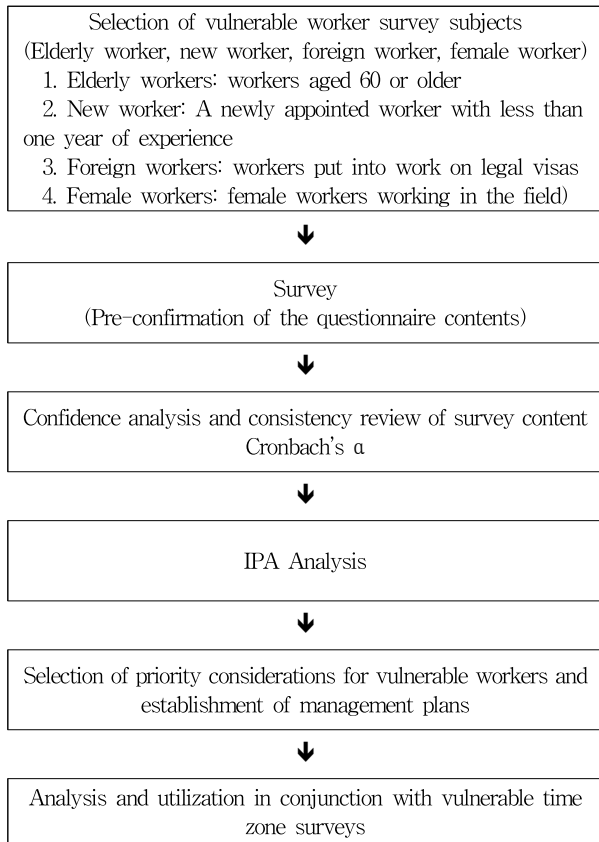 Selection of vulnerable worker survey subjects
(Elderly worker, new worker, foreign worker, female worker)
1. Elderly workers: workers aged 60 or older
2. New worker: A newly appointed worker with less than
one year of experience
3. Foreign workers: workers put into work on legal visas
4. Female workers: female workers working in the field)
Survey
(Pre-confirmation of the questionnaire contents)
Confidence analysis and consistency review of survey content
Cronbach's α
IPA Analysis
Selection of priority considerations for vulnerable workers and
establishment of management plans
Analysis and utilization in conjunction with vulnerable time
zone surveys